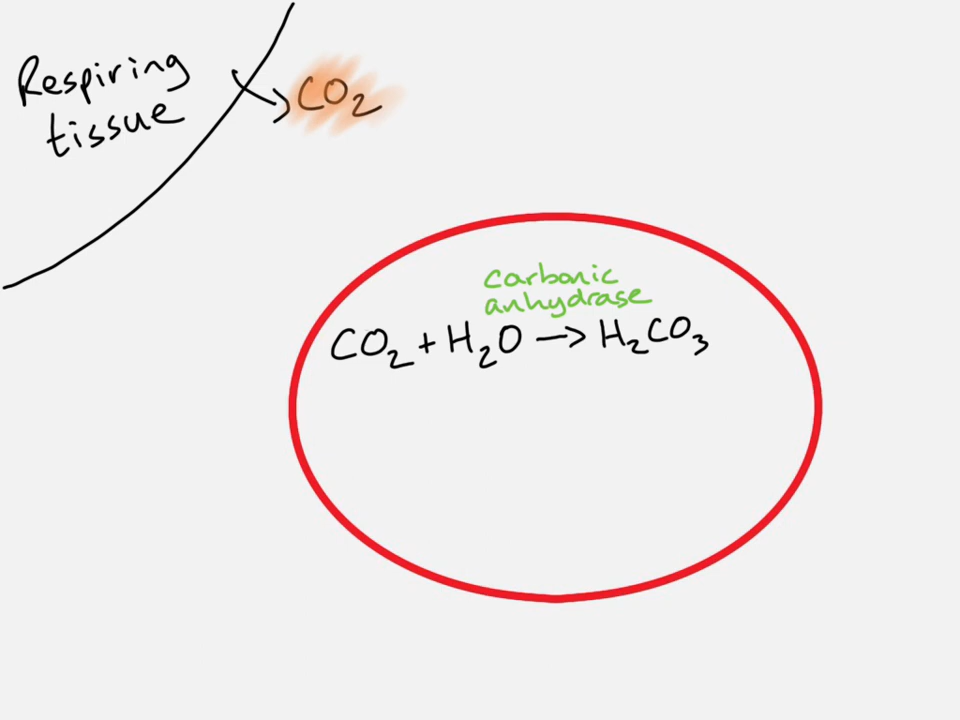 Respiring
tissue
CO₂
carbonic
anhydrase
CO₂ + H₂O → H₂CO₃